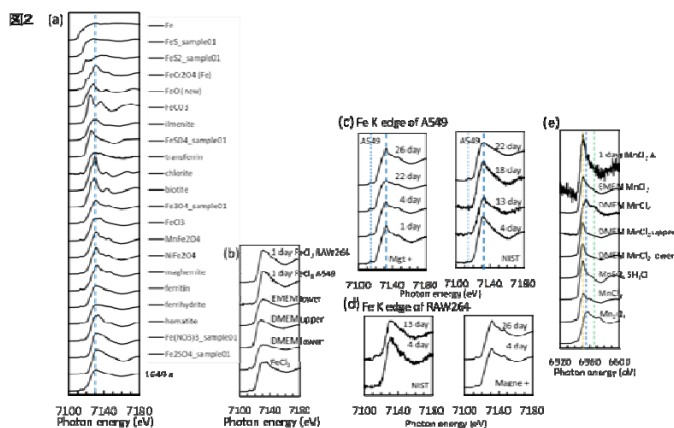 図2
(a)
Fe
FeS_sample01
FeS2_sample01
FeCr2O4 (Fe)
FeO (new)
FeCO3
ilmenite
FeSO4_sample01
transferrin
chlorite
biotite
Fe3O4_sample01
FeCl3
MnFe2O4
NiFe2O4
maghemite
ferritin
ferrihydrite
hematite
Fe(NO3)3_sample01
Fe2SO4_sample01
7100 7140 7180
Photon energy (eV)
(b)
1 day FeCl3 RAW264
1 day FeCl3 A549
EMEM lower
DMEM upper
DMEM lower
FeCl3
7100 7140 7180
Photon energy (eV)
(c) Fe K edge of A549
A549
26 day
22 day
4 day
1 day
Mgt +
7100 7140 7180
A549
22 day
18 day
13 day
4 day
NIST
7100 7140 7180
Photon energy (eV)
(d) Fe K edge of RAW264
13 day
4 day
NIST
7100 7140 7180
26 day
4 day
Magne +
7100 7140 7180
Photon energy (eV)
(e)
1 day MnCl2 A
EMEM MnCl2
DMEM MnCl2
DMEM MnCl2 upper
DMEM MnCl2 lower
MnCl2
6520 6560 6600
Photon energy (eV)